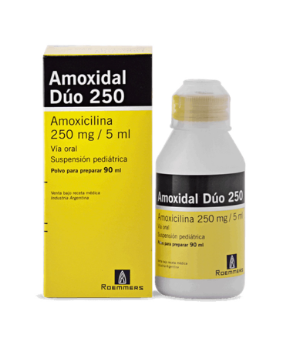 Amoxidal
Dúo 250
Amoxicilina
250 mg / 5 ml
Vía oral
Suspensión pediátrica
Polvo para preparar 90 ml
Venta bajo receta médica
Industria Argentina
ROEMMERS
Amoxidal Dúo 250
Amoxicilina 250 mg / 5 ml
Vía oral
Suspensión pediátrica
Polvo para preparar 90 ml
ROEMMERS